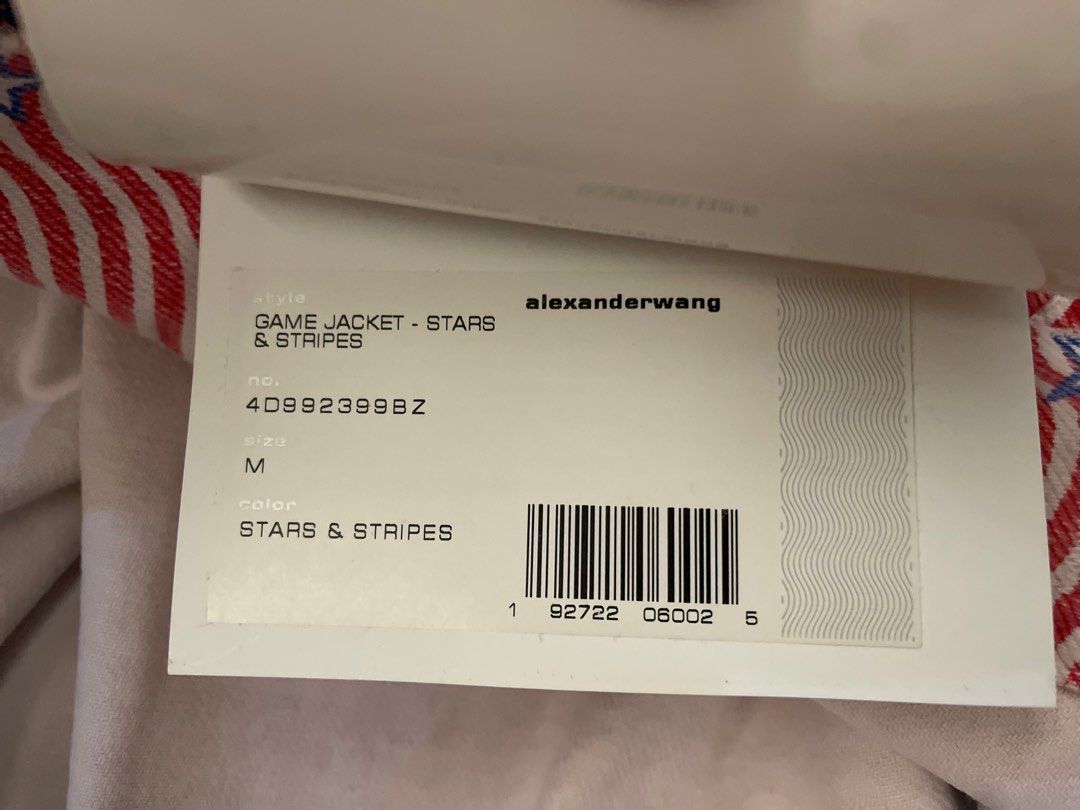 style
alexanderwang
GAME JACKET - STARS
& STRIPES
no.
4D992399BZ
size
M
color
STARS & STRIPES
1 92722 06002 5